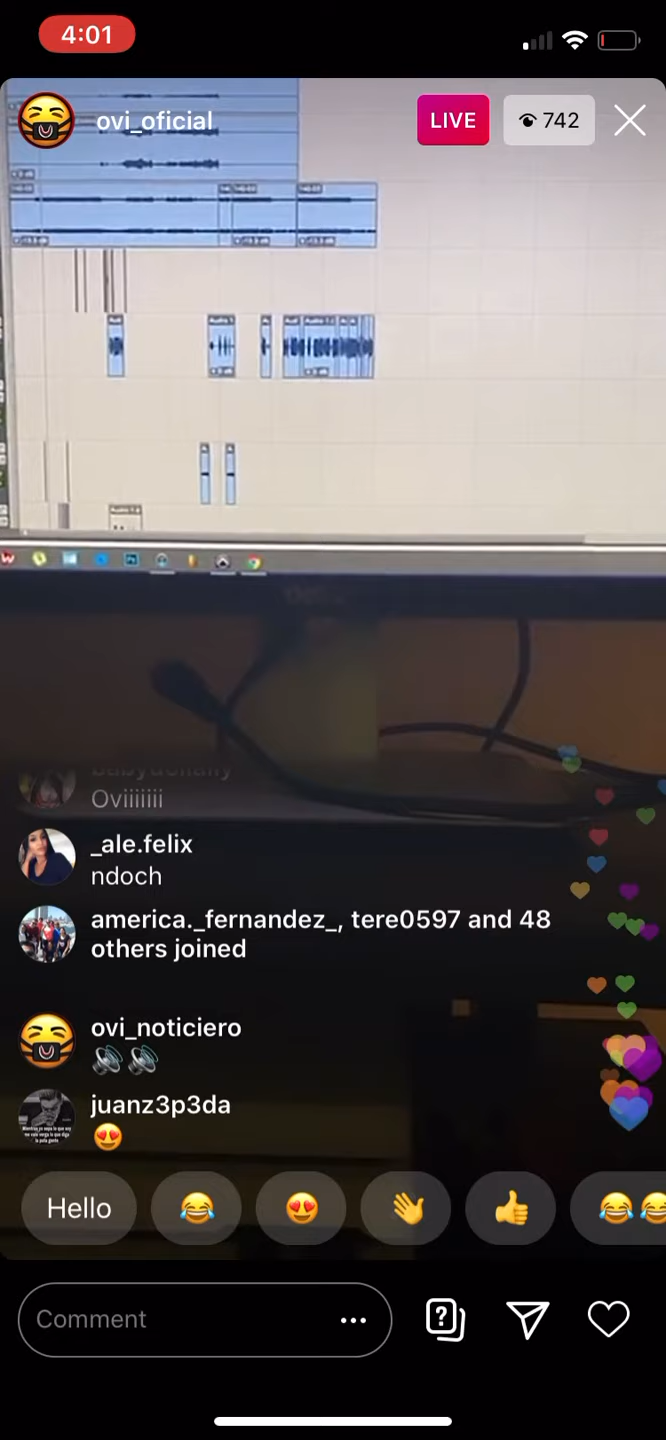 4:01
ovi_oficial
LIVE
742
Oviiiiiii
_ale.felix
ndoch
america._fernandez_, tere0597 and 48
others joined
ovi_noticiero
juanz3p3da
Hello
Comment